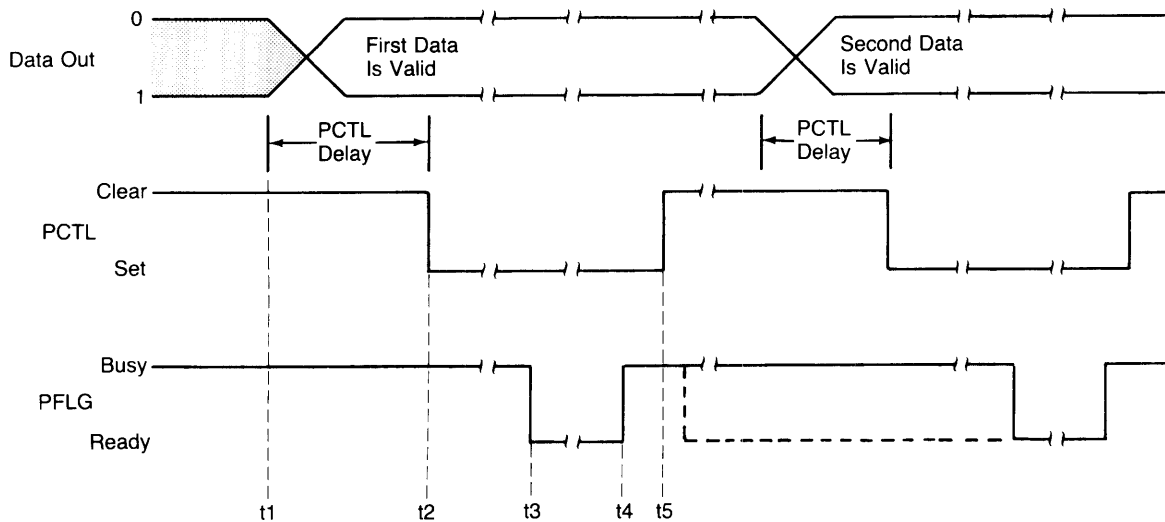 0
Data Out
1
First Data
Is Valid
Second Data
Is Valid
PCTL
Delay
PCTL
Delay
Clear
PCTL
Set
Busy
PFLG
Ready
t1
t2
t3
t4
t5